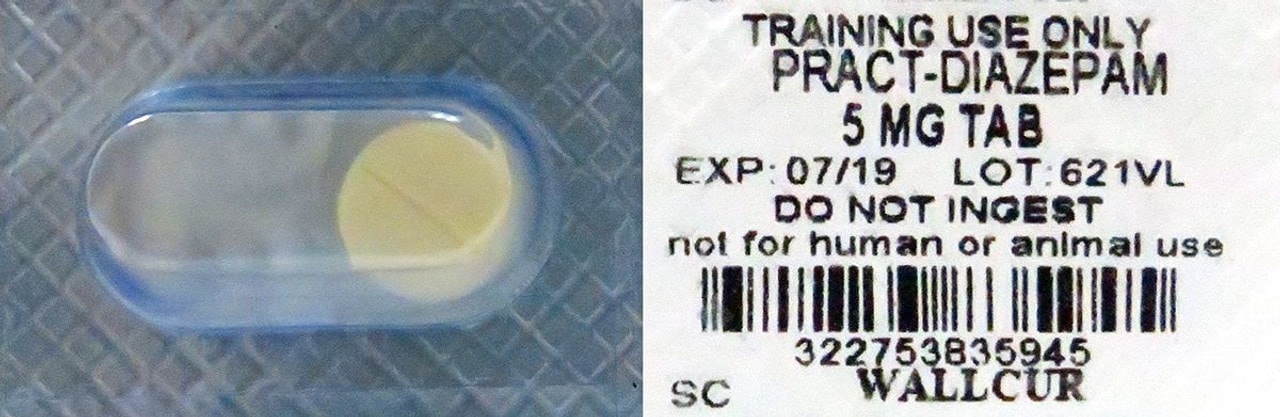 TRAINING USE ONLY
PRACT-DIAZEPAM
5 MG TAB
EXP: 07/19 LOT:621VL
DO NOT INGEST
not for human or animal use
322753835945
SC WALLCUR